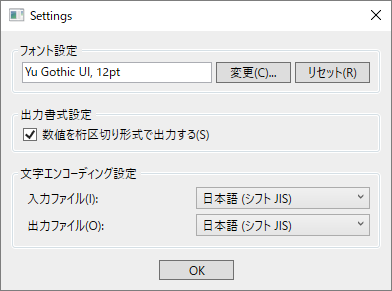 Settings
フォント設定
Yu Gothic UI, 12pt
変更(C)...
リセット(R)
出力書式設定
数値を桁区切り形式で出力する(S)
文字エンコーディング設定
入力ファイル(I):
日本語 (シフト JIS)
出力ファイル(O):
日本語 (シフト JIS)
OK